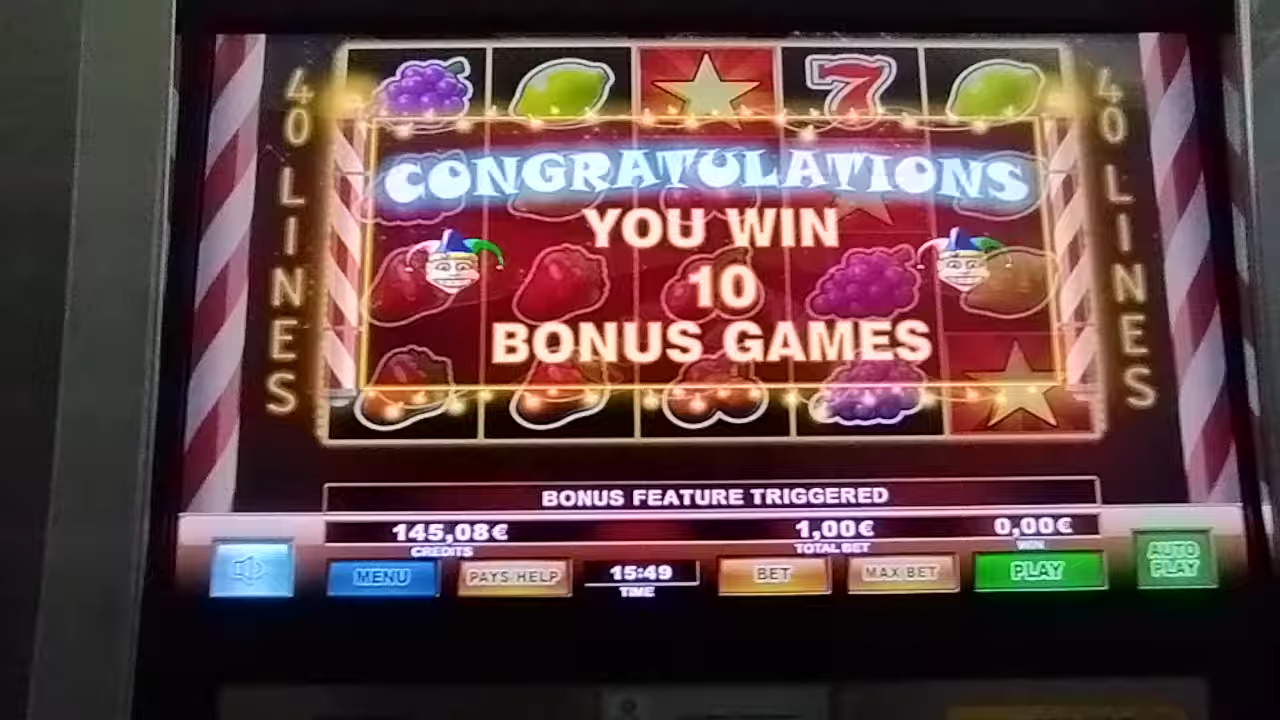 40 LINES
40 LINES
7
CONGRATULATIONS
YOU WIN
10
BONUS GAMES
BONUS FEATURE TRIGGERED
145,08€
CREDITS
1,00€
TOTAL BET
0,00€
WIN
MENU
PAYS/HELP
15:49
TIME
BET
MAX BET
PLAY
AUTO
PLAY